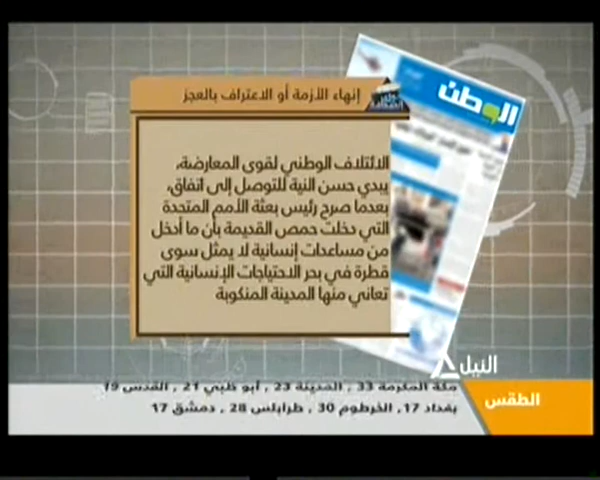 الوطن
إنهاء الأزمة أو الاعتراف بالعجز
الائتلاف الوطني لقوى المعارضة،
يبدي حسن النية للتوصل إلى اتفاق،
بعدما صرح رئيس بعثة الأمم المتحدة
التي دخلت حمص القديمة بأن ما أدخل
من مساعدات إنسانية لا يمثل سوى
قطرة في بحر الاحتياجات الإنسانية التي
تعاني منها المدينة المنكوبة
النيل
الطقس
مكة المكرمة 33 , المدينة 23 , أبو ظبي 21 , القدس 19
بغداد 17, الخرطوم 30 , طرابلس 28 , دمشق 17